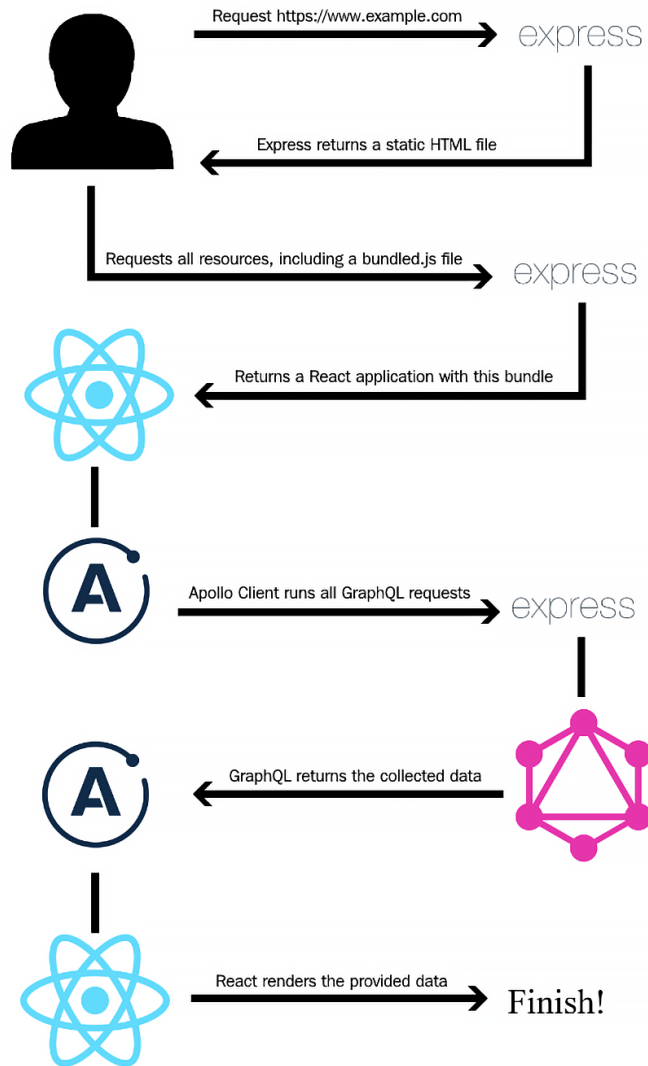 Request https://www.example.com
express
Express returns a static HTML file
Requests all resources, including a bundled.js file
express
Returns a React application with this bundle
A
Apollo Client runs all GraphQL requests
express
A
GraphQL returns the collected data
React renders the provided data
Finish!